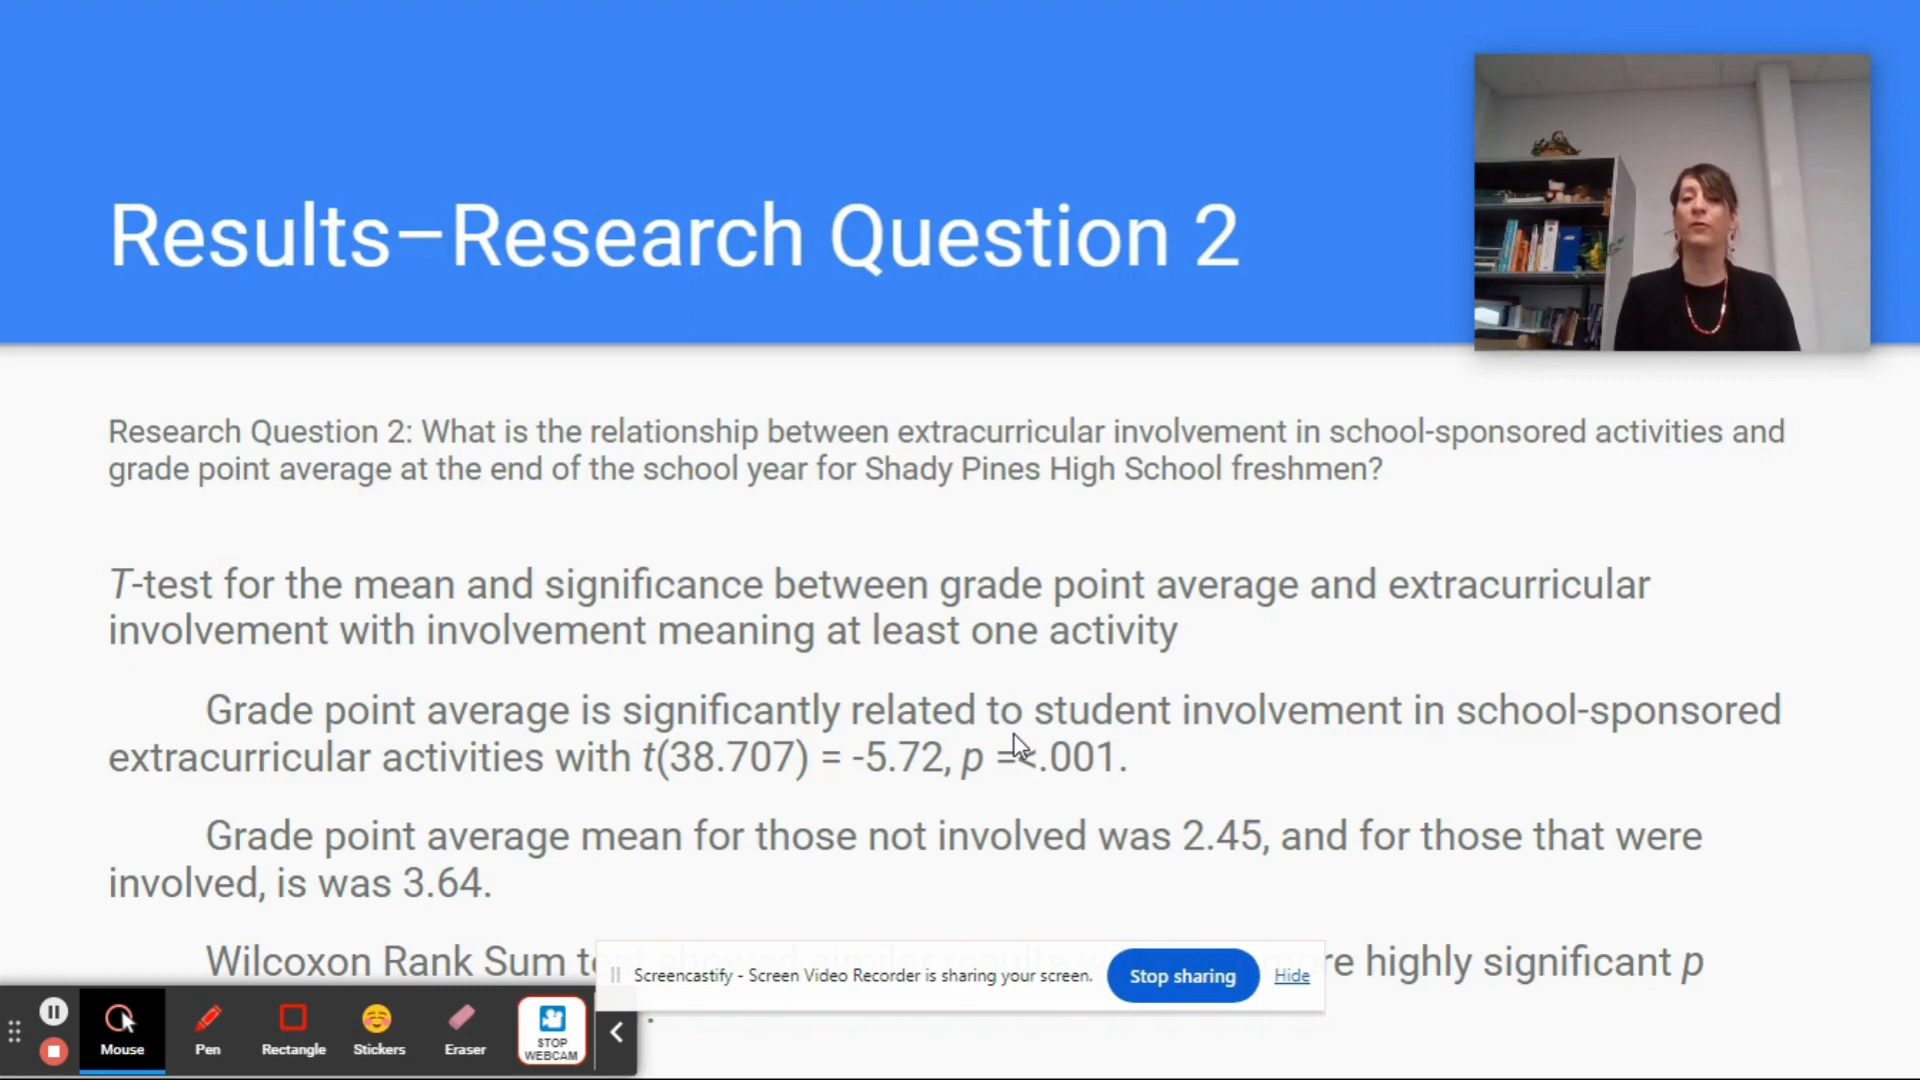 Results–Research Question 2
Research Question 2: What is the relationship between extracurricular involvement in school-sponsored activities and
grade point average at the end of the school year for Shady Pines High School freshmen?
T-test for the mean and significance between grade point average and extracurricular
involvement with involvement meaning at least one activity
Grade point average is significantly related to student involvement in school-sponsored
extracurricular activities with t(38.707) = -5.72, p =<.001.
Grade point average mean for those not involved was 2.45, and for those that were
involved, is was 3.64.
Wilcoxon Rank Sum highly significant p
Screencastify - Screen Video Recorder is sharing your screen. Stop sharing Hide
Mouse Pen Rectangle Stickers Eraser STOP
WEBCAM